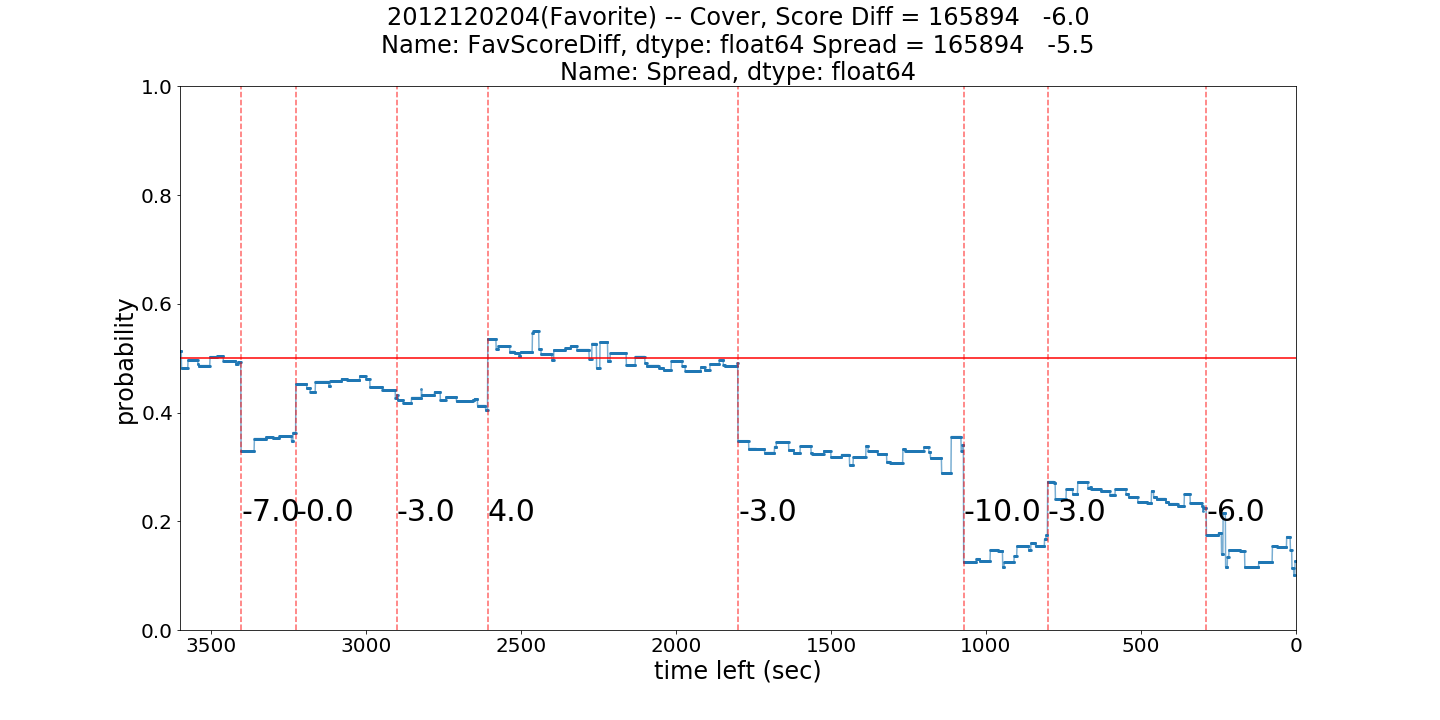 2012120204(Favorite) -- Cover, Score Diff = 165894   -6.0
Name: FavScoreDiff, dtype: float64 Spread = 165894   -5.5
Name: Spread, dtype: float64
1.0
0.8
0.6
0.4
0.2
0.0
probability
-7.0
-0.0
-3.0
4.0
-3.0
-10.0
-3.0
-6.0
3500 3000 2500 2000 1500 1000 500 0
time left (sec)